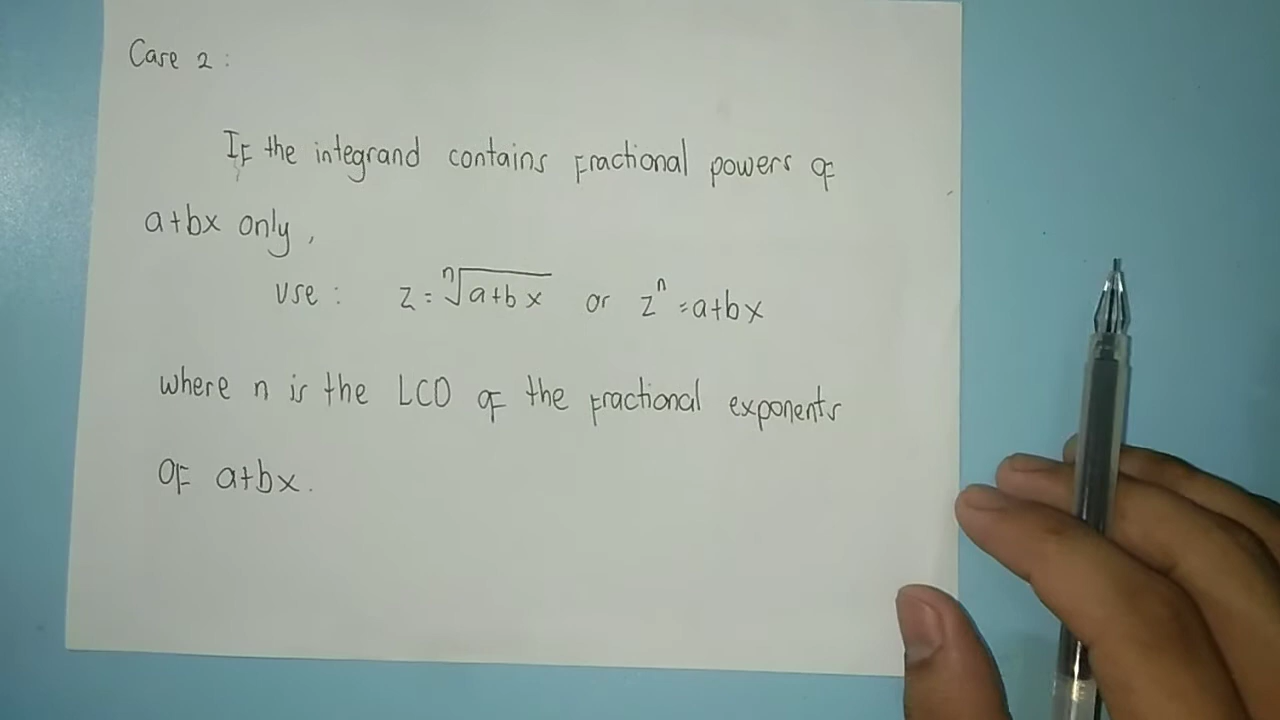 Case 2 :
If the integrand contains fractional powers of
a+bx only,
use : z = ⁿ√(a+bx) or zⁿ = a+bx
where n is the LCD of the fractional exponents
of a+bx.